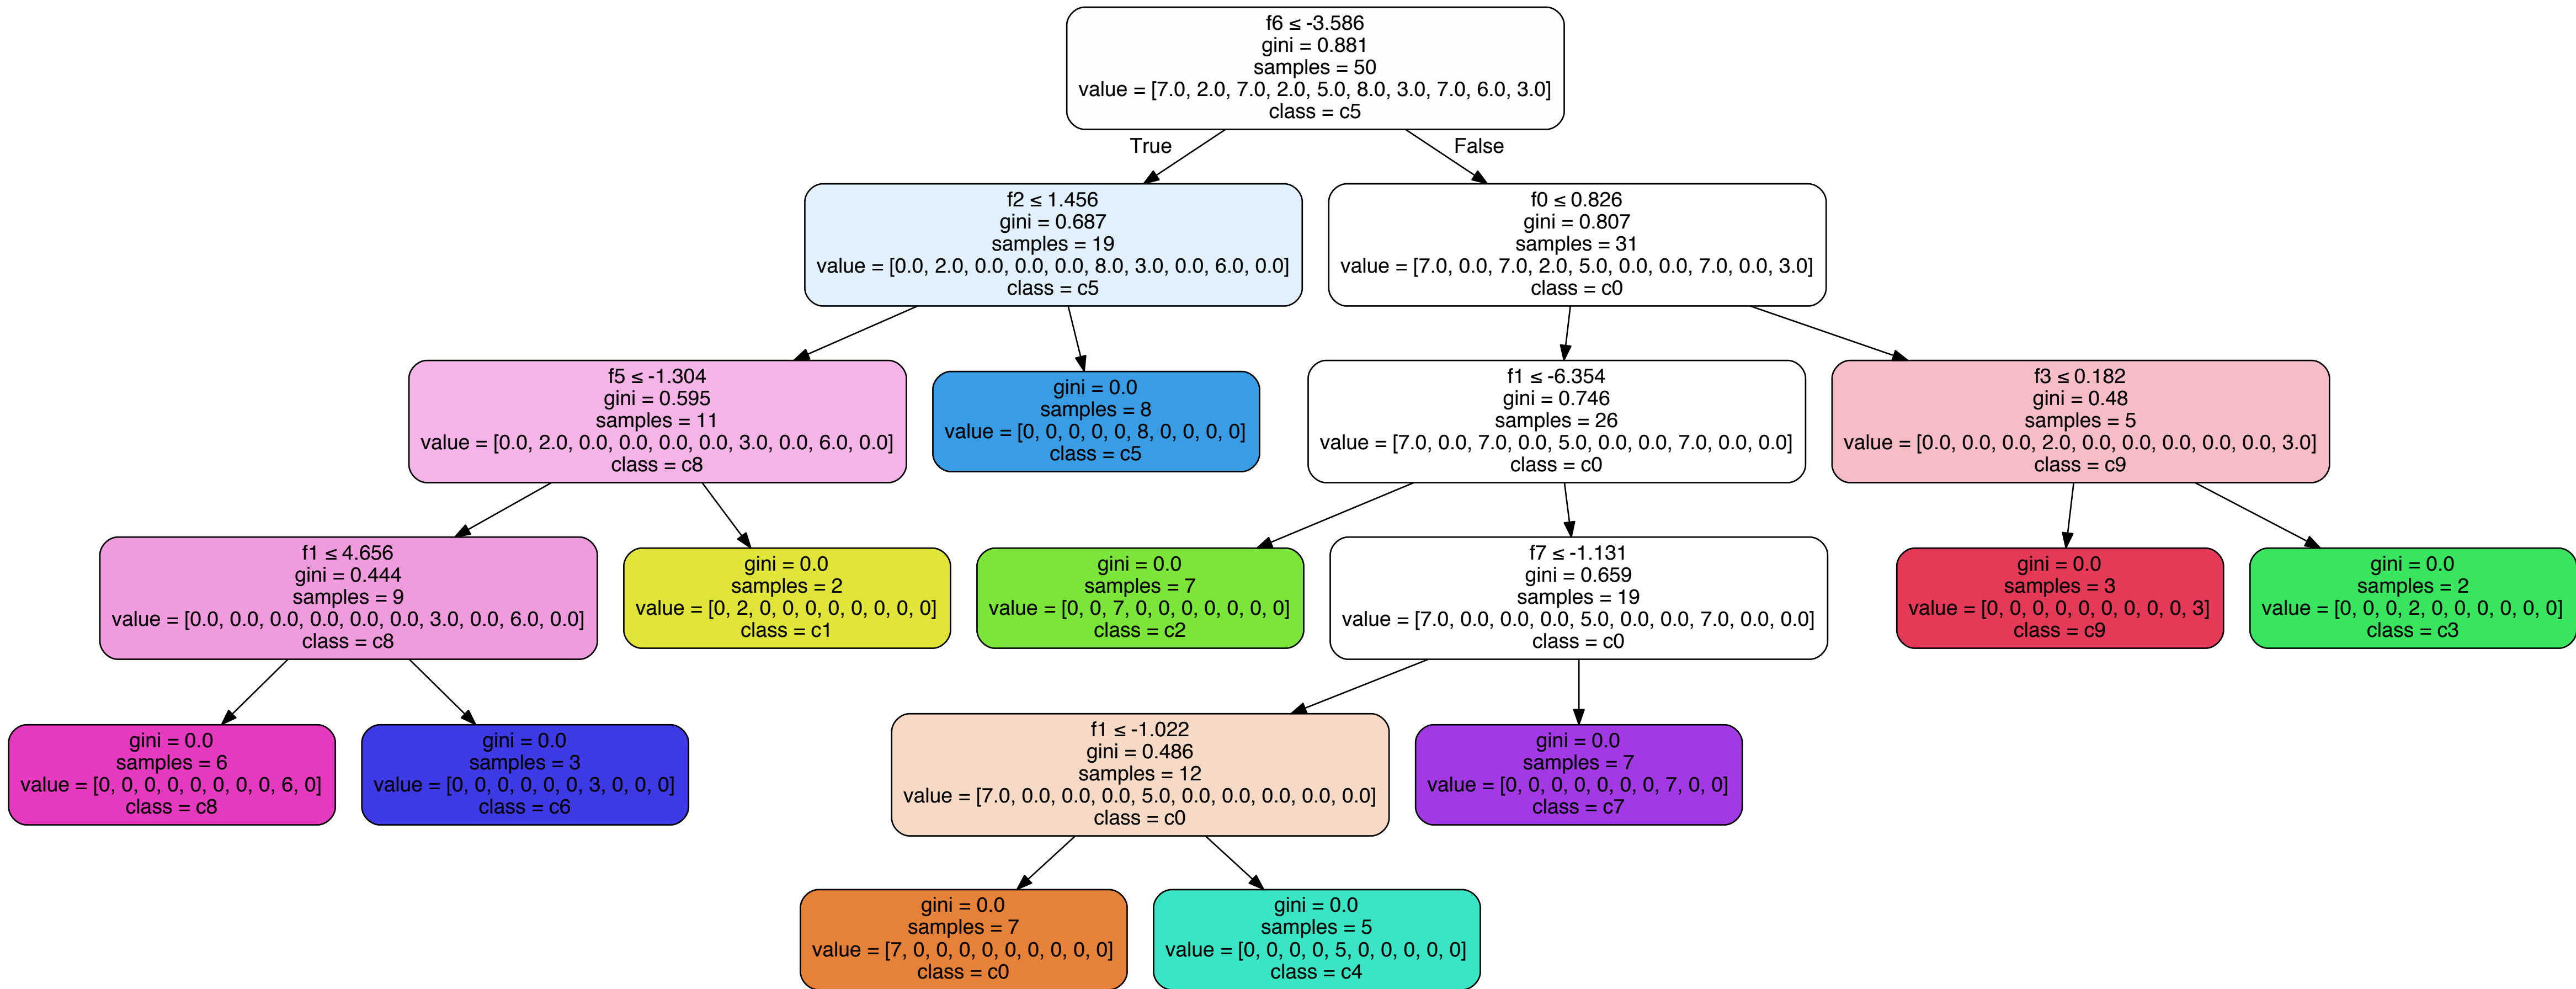 f6 ≤ -3.586
gini = 0.881
samples = 50
value = [7.0, 2.0, 7.0, 2.0, 5.0, 8.0, 3.0, 7.0, 6.0, 3.0]
class = c5
True
False
f2 ≤ 1.456
gini = 0.687
samples = 19
value = [0.0, 2.0, 0.0, 0.0, 0.0, 8.0, 3.0, 0.0, 6.0, 0.0]
class = c5
f0 ≤ 0.826
gini = 0.807
samples = 31
value = [7.0, 0.0, 7.0, 2.0, 5.0, 0.0, 0.0, 7.0, 0.0, 3.0]
class = c0
f5 ≤ -1.304
gini = 0.595
samples = 11
value = [0.0, 2.0, 0.0, 0.0, 0.0, 0.0, 3.0, 0.0, 6.0, 0.0]
class = c8
gini = 0.0
samples = 8
value = [0, 0, 0, 0, 0, 8, 0, 0, 0, 0]
class = c5
f1 ≤ -6.354
gini = 0.746
samples = 26
value = [7.0, 0.0, 7.0, 0.0, 5.0, 0.0, 0.0, 7.0, 0.0, 0.0]
class = c0
f3 ≤ 0.182
gini = 0.48
samples = 5
value = [0.0, 0.0, 0.0, 2.0, 0.0, 0.0, 0.0, 0.0, 0.0, 3.0]
class = c9
f1 ≤ 4.656
gini = 0.444
samples = 9
value = [0.0, 0.0, 0.0, 0.0, 0.0, 0.0, 3.0, 0.0, 6.0, 0.0]
class = c8
gini = 0.0
samples = 2
value = [0, 2, 0, 0, 0, 0, 0, 0, 0, 0]
class = c1
gini = 0.0
samples = 7
value = [0, 0, 7, 0, 0, 0, 0, 0, 0, 0]
class = c2
f7 ≤ -1.131
gini = 0.659
samples = 19
value = [7.0, 0.0, 0.0, 0.0, 5.0, 0.0, 0.0, 7.0, 0.0, 0.0]
class = c0
gini = 0.0
samples = 3
value = [0, 0, 0, 0, 0, 0, 0, 0, 0, 3]
class = c9
gini = 0.0
samples = 2
value = [0, 0, 0, 2, 0, 0, 0, 0, 0, 0]
class = c3
gini = 0.0
samples = 6
value = [0, 0, 0, 0, 0, 0, 0, 0, 6, 0]
class = c8
gini = 0.0
samples = 3
value = [0, 0, 0, 0, 0, 0, 3, 0, 0, 0]
class = c6
f1 ≤ -1.022
gini = 0.486
samples = 12
value = [7.0, 0.0, 0.0, 0.0, 5.0, 0.0, 0.0, 0.0, 0.0, 0.0]
class = c0
gini = 0.0
samples = 7
value = [0, 0, 0, 0, 0, 0, 0, 7, 0, 0]
class = c7
gini = 0.0
samples = 7
value = [7, 0, 0, 0, 0, 0, 0, 0, 0, 0]
class = c0
gini = 0.0
samples = 5
value = [0, 0, 0, 0, 5, 0, 0, 0, 0, 0]
class = c4